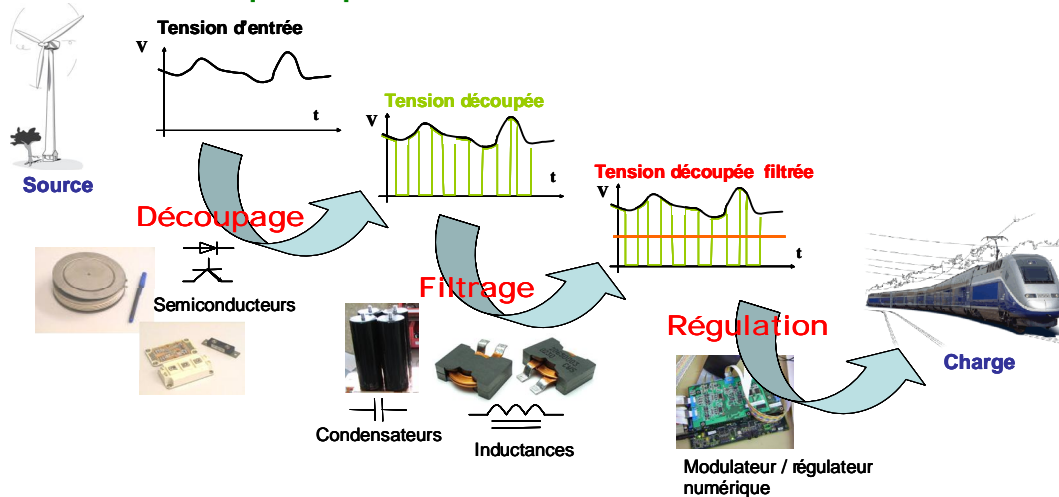 Tension d'entrée
V
t
Source
Tension découpée
V
t
Découpage
Semiconducteurs
Tension découpée filtrée
V
t
Filtrage
Condensateurs
Inductances
Régulation
Charge
Modulateur / régulateur
numérique